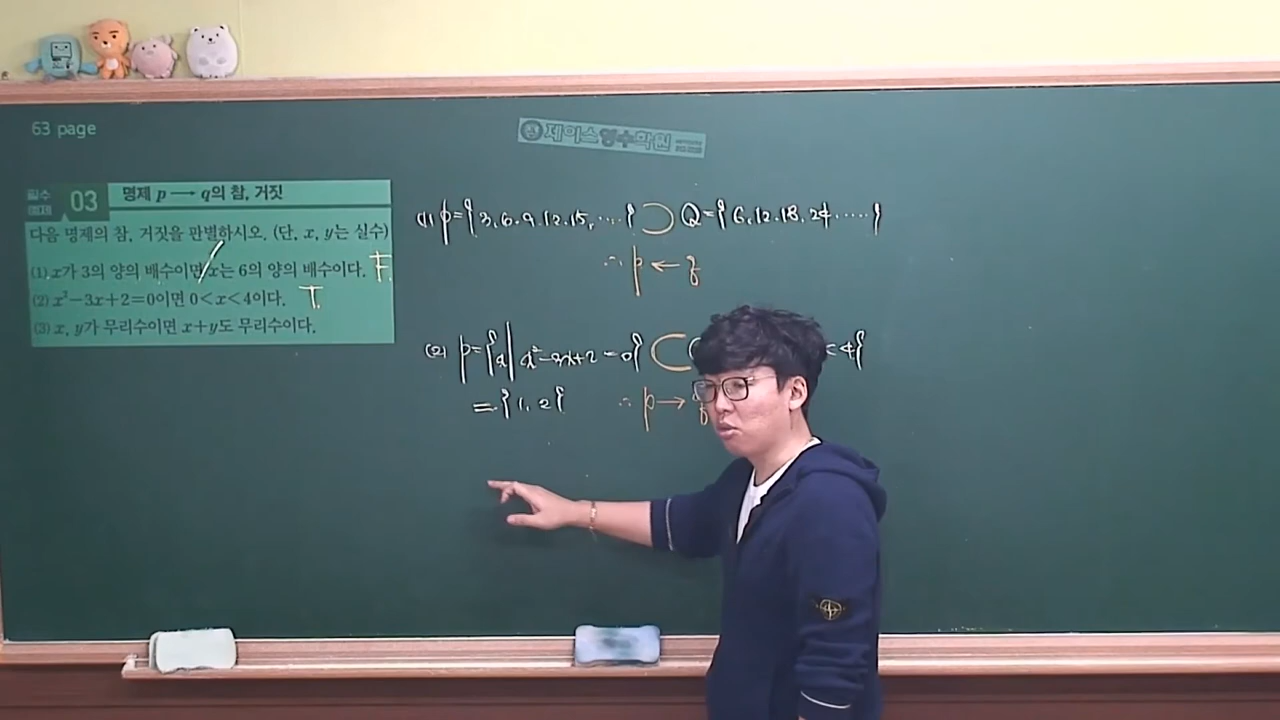 63 page
제이스영수학원
필수 예제 03 명제 p → q의 참, 거짓
다음 명제의 참, 거짓을 판별하시오. (단, x, y는 실수)
(1) x가 3의 양의 배수이면 x는 6의 양의 배수이다. F
(2) x²-3x+2=0이면 0<x<4이다. T
(3) x, y가 무리수이면 x+y도 무리수이다.
(1) P={3, 6, 9, 12, 15, ...} ⊃ Q={6, 12, 18, 24 .....}
∴ p ← q
(2) P={x| x²-3x+2=0} ⊂ < 4}
={1, 2} ∴ p → q